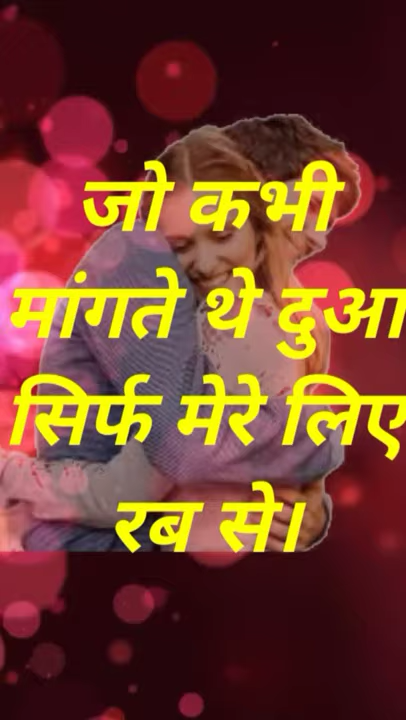 जो कभी
मांगते थे दुआ
सिर्फ मेरे लिए
रब से।